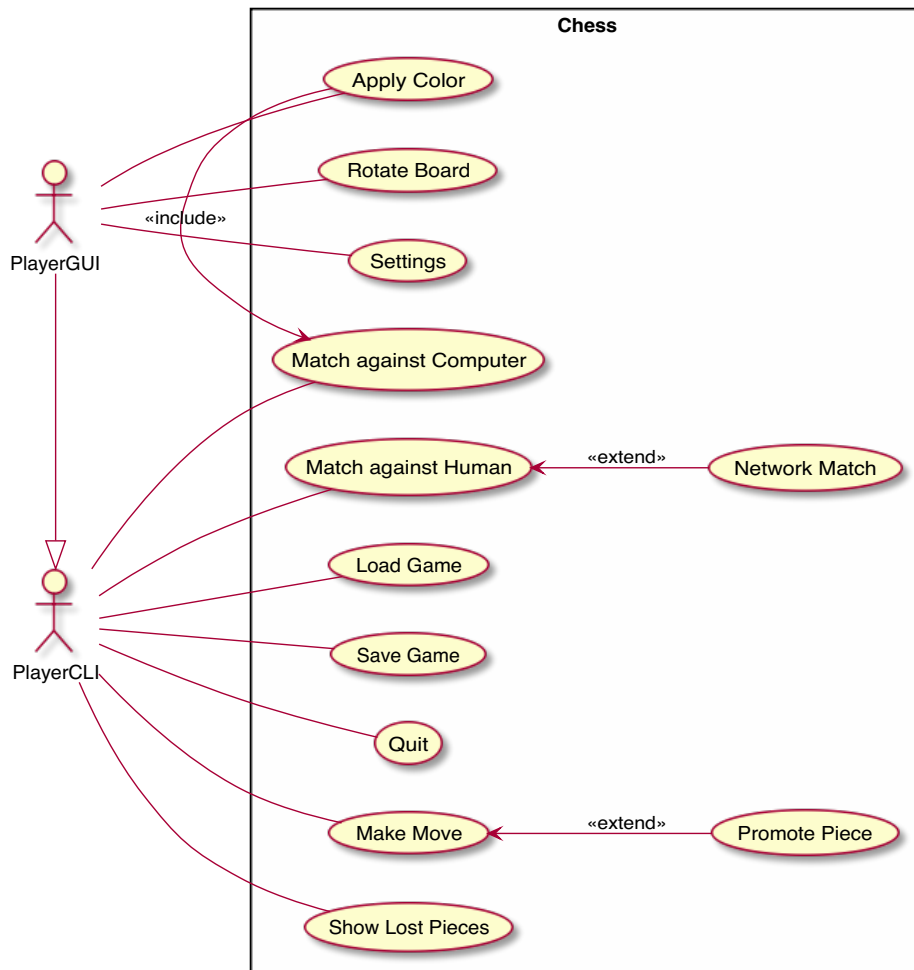 Chess
Apply Color
Rotate Board
«include»
Settings
PlayerGUI
Match against Computer
Match against Human
«extend»
Network Match
Load Game
Save Game
PlayerCLI
Quit
Make Move
«extend»
Promote Piece
Show Lost Pieces